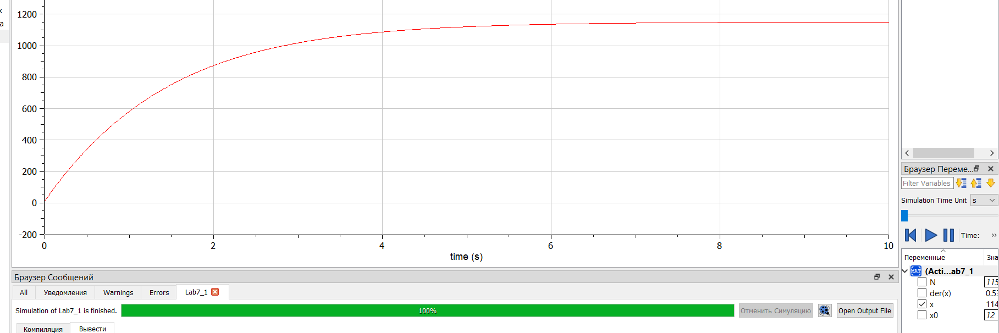 х
а
1200
1000
800
600
400
200
0
-200
0 2 4 6 8 10
time (s)
Браузер Переме...
Filter Variables
Simulation Time Unit s
Time: »
Переменные Зна
(Acti...ab7_1
N 115
der(x) 0.53
x 114
x0 12
Браузер Сообщений
All Уведомления Warnings Errors Lab7_1
Simulation of Lab7_1 is finished. 100% Отменить Симуляцию Open Output File
Компиляция Вывести